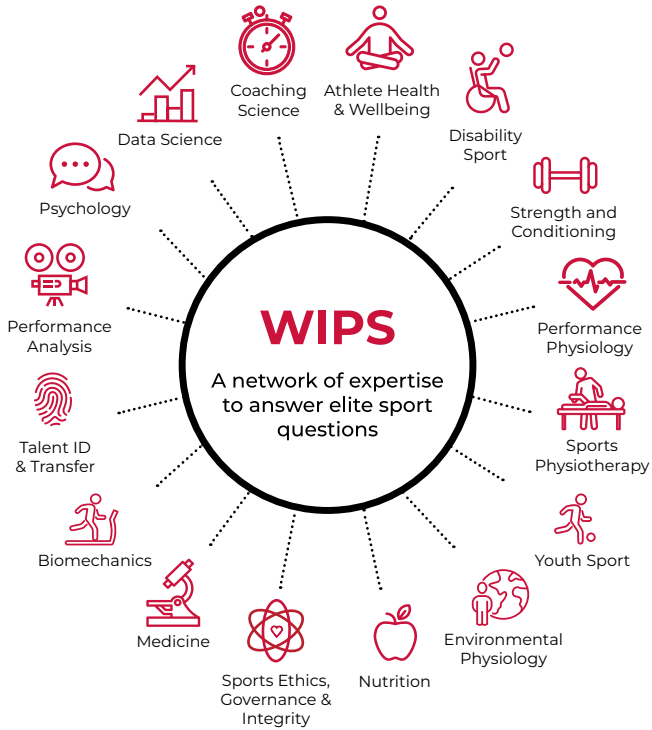 WIPS
A network of expertise
to answer elite sport
questions
Coaching
Science
Athlete Health
& Wellbeing
Disability
Sport
Strength and
Conditioning
Performance
Physiology
Sports
Physiotherapy
Youth Sport
Environmental
Physiology
Nutrition
Sports Ethics,
Governance &
Integrity
Medicine
Biomechanics
Talent ID
& Transfer
Performance
Analysis
Psychology
Data Science